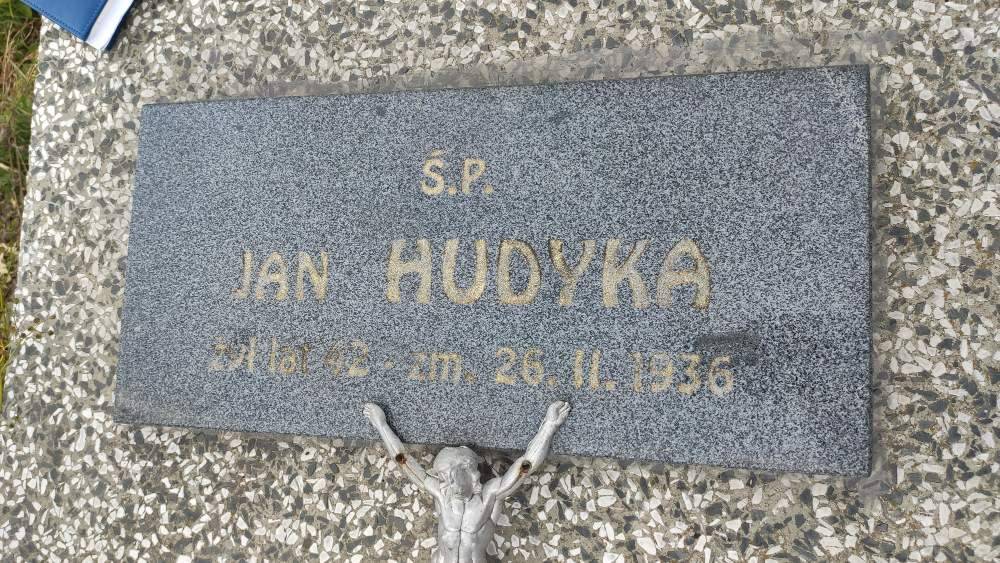 Ś.P.
JAN HUDYKA
żył lat 42 - zm. 26. II. 1936